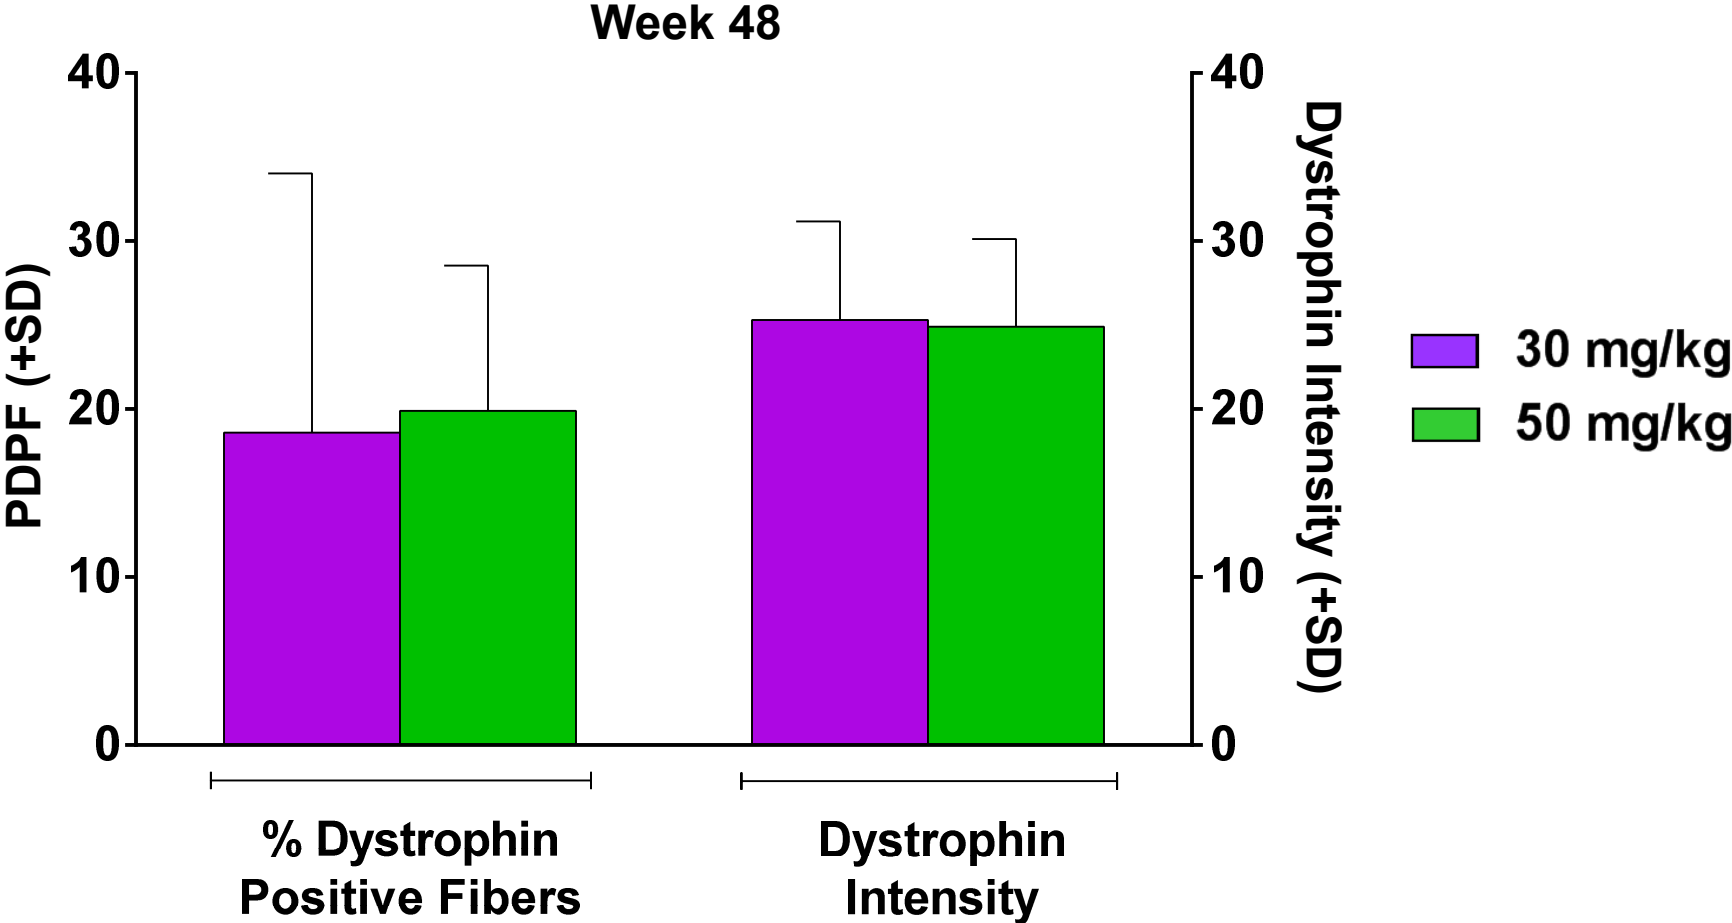 Week 48
40
30
20
10
0
PDPF (+SD)
40
30
20
10
0
Dystrophin Intensity (+SD)
% Dystrophin
Positive Fibers
Dystrophin
Intensity
30 mg/kg
50 mg/kg